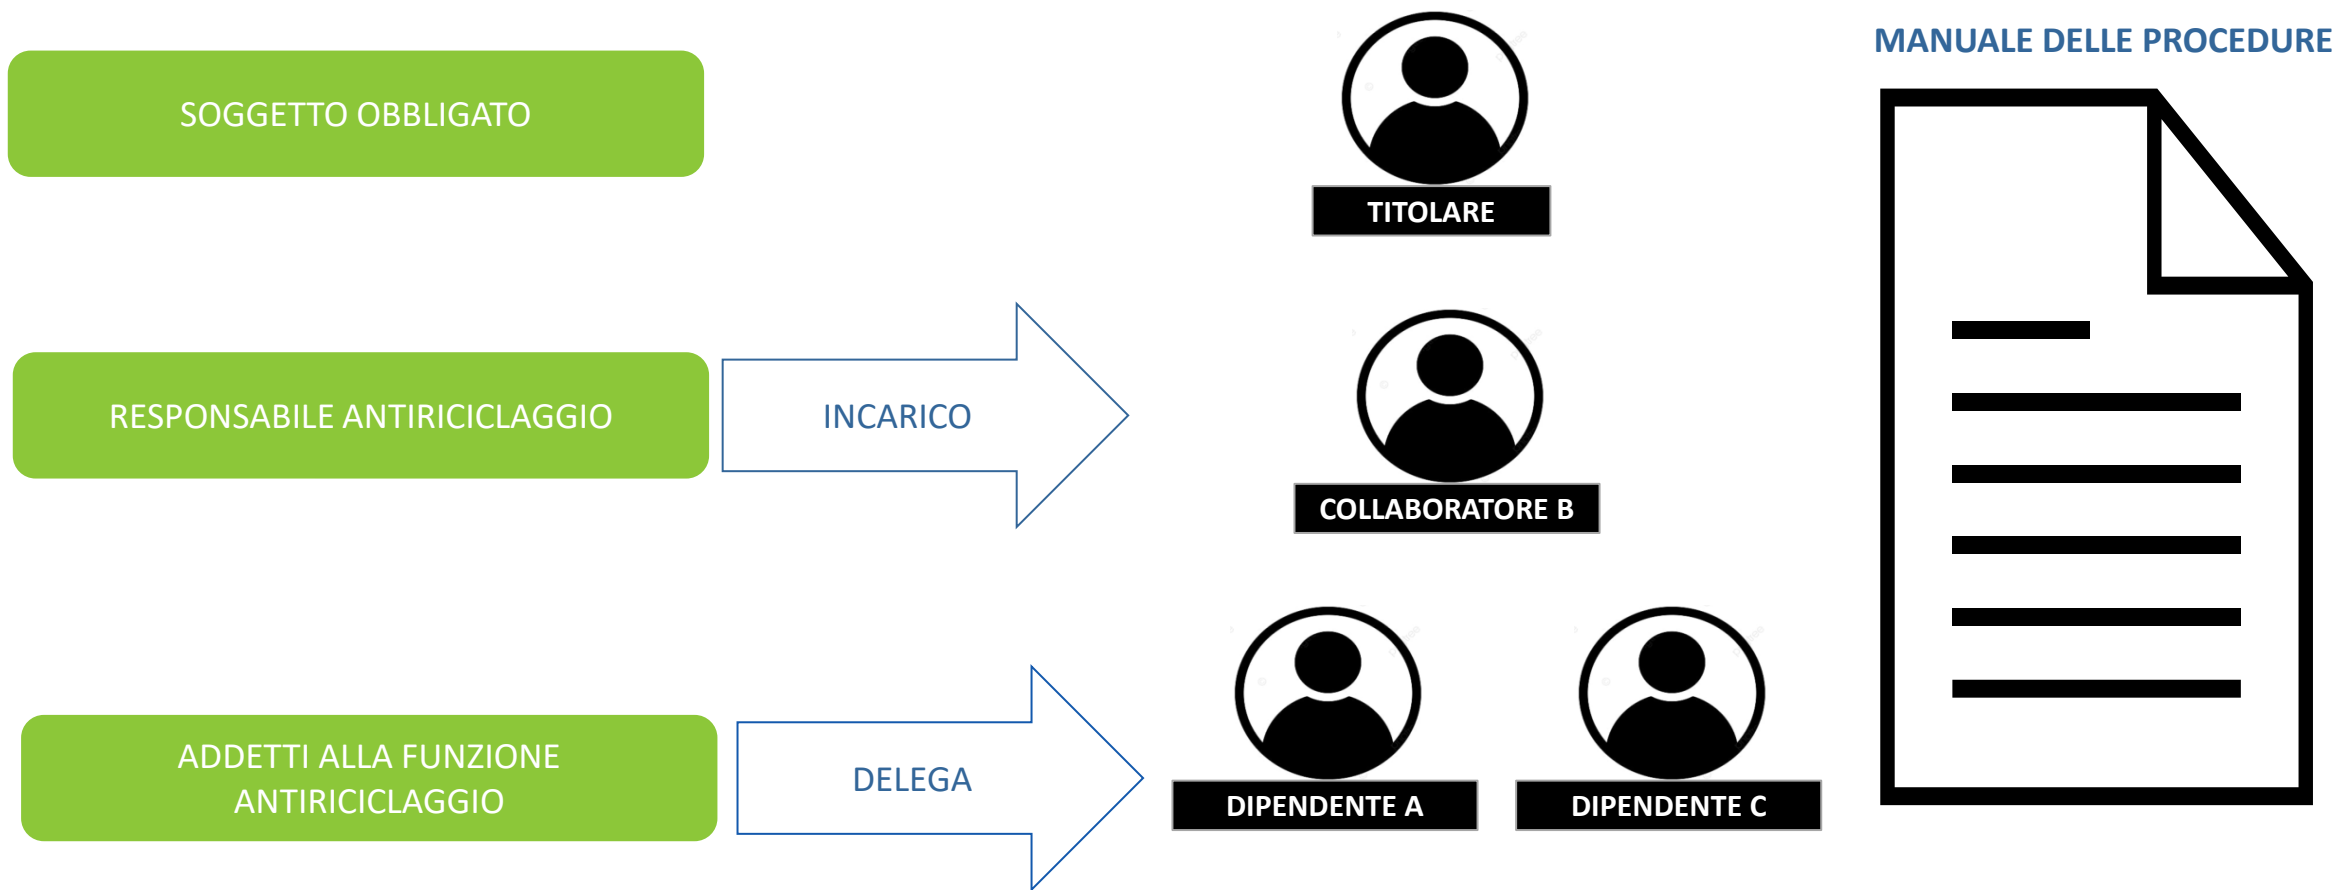 MANUALE DELLE PROCEDURE
SOGGETTO OBBLIGATO
TITOLARE
RESPONSABILE ANTIRICICLAGGIO
INCARICO
COLLABORATORE B
ADDETTI ALLA FUNZIONE
ANTIRICICLAGGIO
DELEGA
DIPENDENTE A
DIPENDENTE C